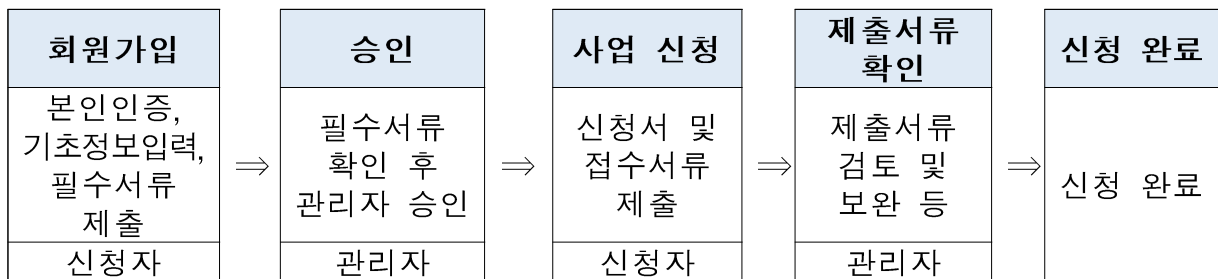 회원가입
본인인증,
기초정보입력,
필수서류
제출
신청자
⇒
승인
필수서류
확인 후
관리자 승인
관리자
⇒
사업 신청
신청서 및
접수서류
제출
신청자
⇒
제출서류
확인
제출서류
검토 및
보완 등
관리자
⇒
신청 완료
신청 완료